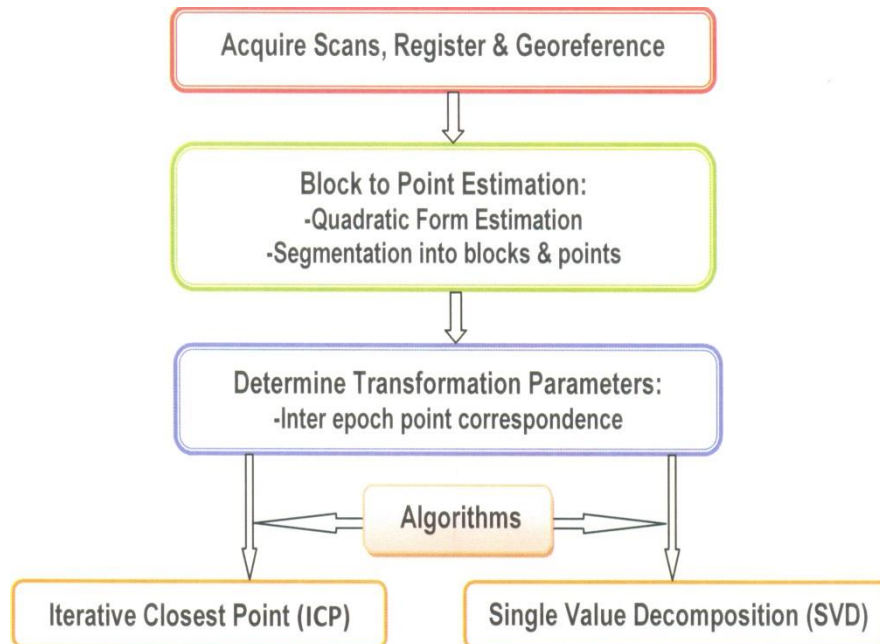 Acquire Scans, Register & Georeference
Block to Point Estimation:
-Quadratic Form Estimation
-Segmentation into blocks & points
Determine Transformation Parameters:
-Inter epoch point correspondence
Algorithms
Iterative Closest Point (ICP)
Single Value Decomposition (SVD)